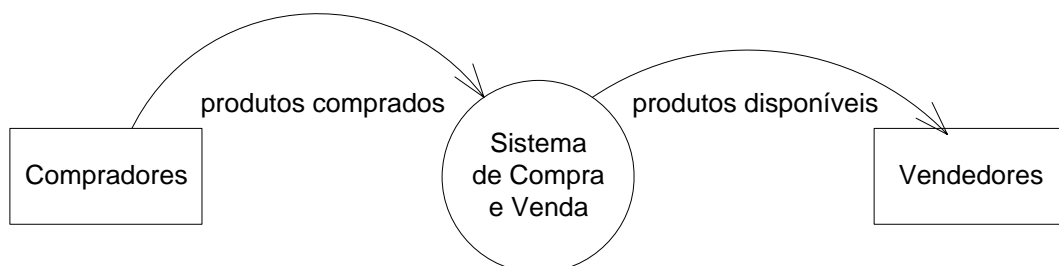 produtos comprados
produtos disponíveis
Compradores
Sistema
de Compra
e Venda
Vendedores